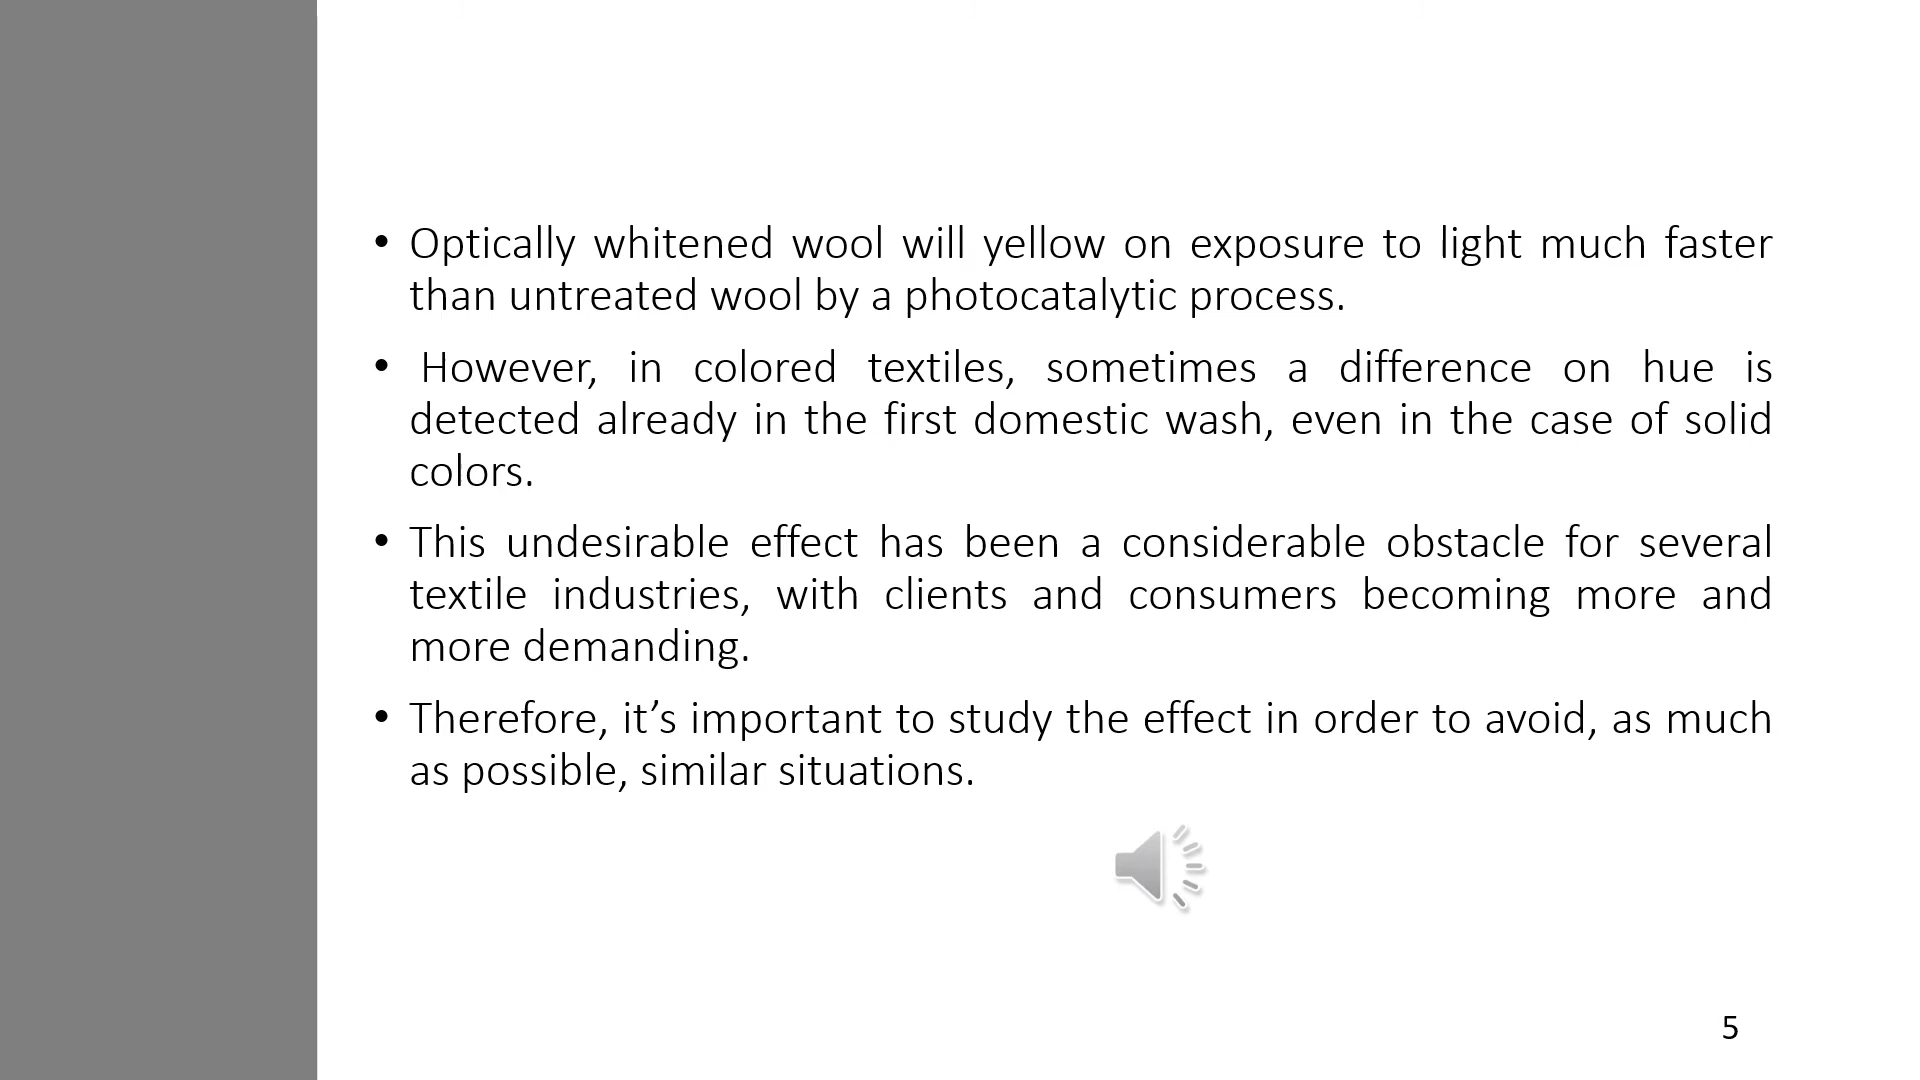 • Optically whitened wool will yellow on exposure to light much faster
than untreated wool by a photocatalytic process.
• However, in colored textiles, sometimes a difference on hue is
detected already in the first domestic wash, even in the case of solid
colors.
• This undesirable effect has been a considerable obstacle for several
textile industries, with clients and consumers becoming more and
more demanding.
• Therefore, it’s important to study the effect in order to avoid, as much
as possible, similar situations.
5